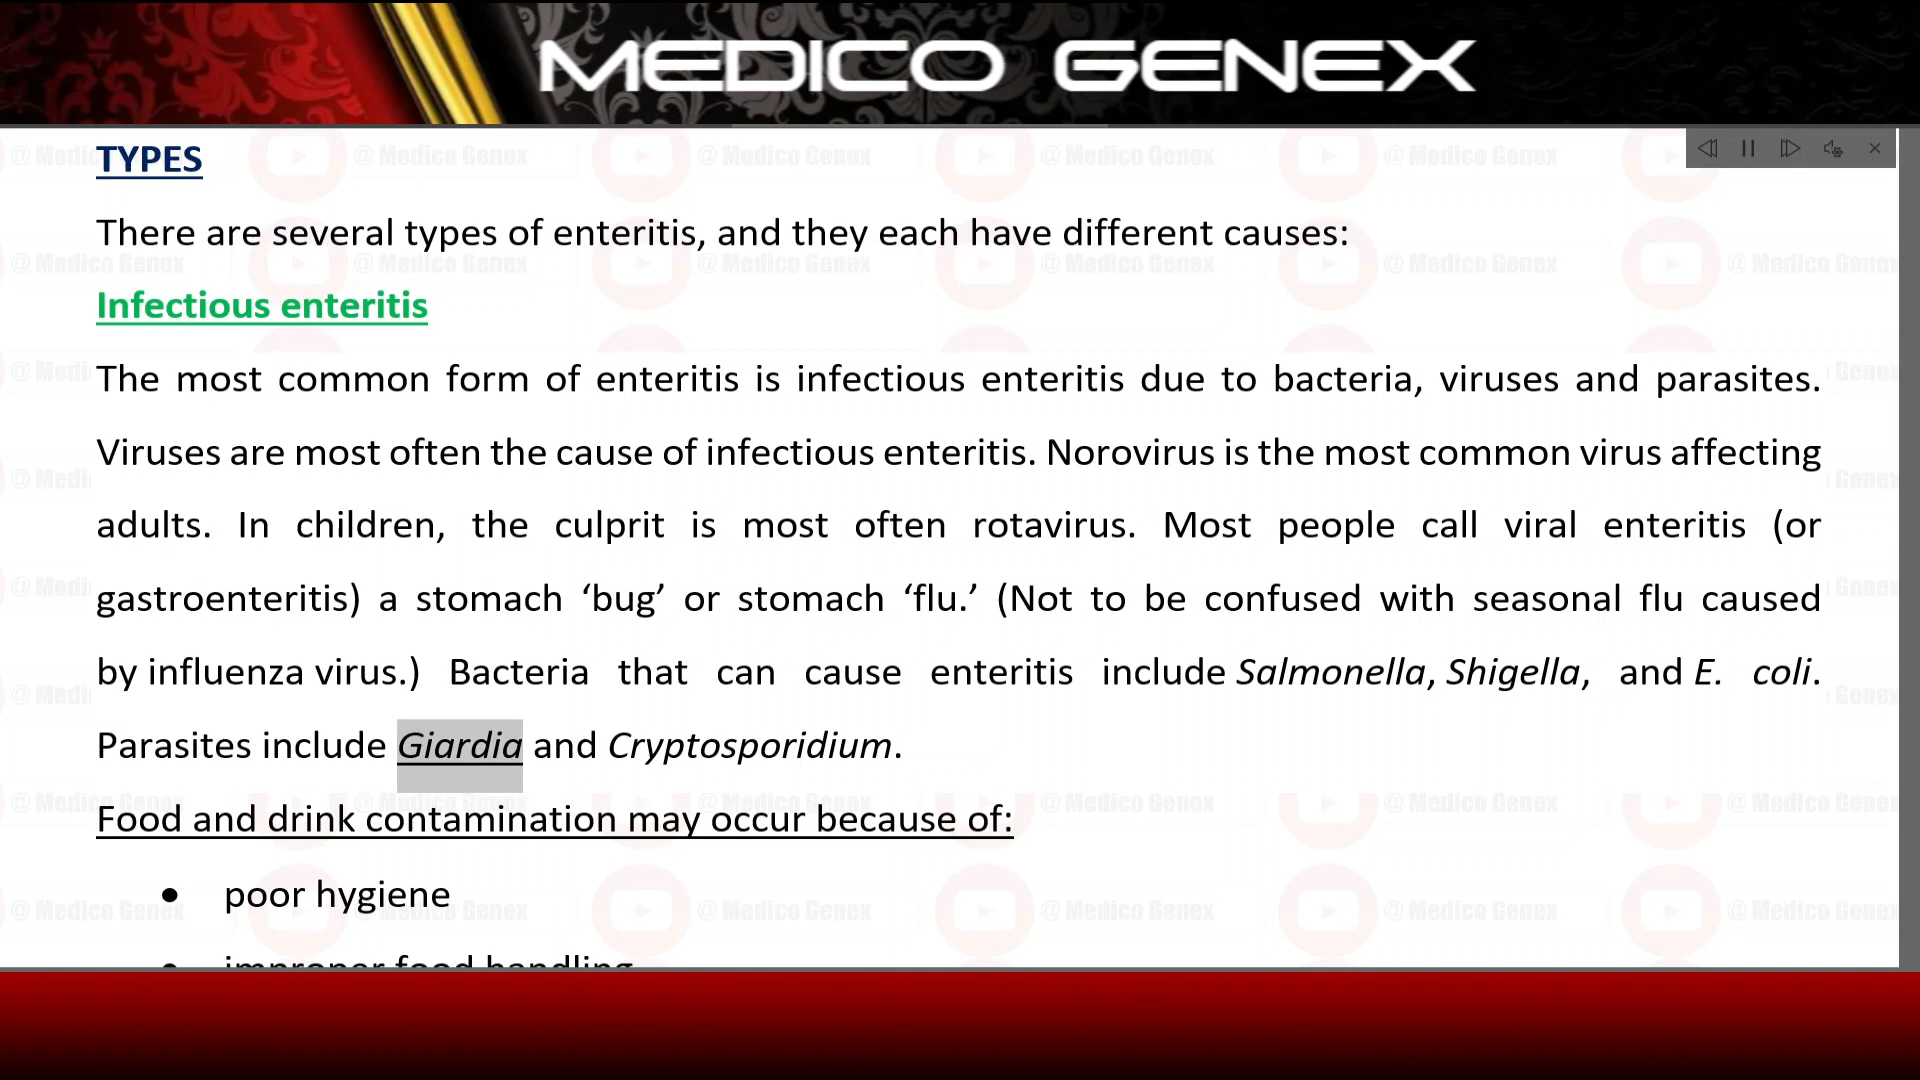 MEDICO GENEX
TYPES
There are several types of enteritis, and they each have different causes:
Infectious enteritis
The most common form of enteritis is infectious enteritis due to bacteria, viruses and parasites.
Viruses are most often the cause of infectious enteritis. Norovirus is the most common virus affecting
adults. In children, the culprit is most often rotavirus. Most people call viral enteritis (or
gastroenteritis) a stomach ‘bug’ or stomach ‘flu.’ (Not to be confused with seasonal flu caused
by influenza virus.) Bacteria that can cause enteritis include Salmonella, Shigella, and E. coli.
Parasites include Giardia and Cryptosporidium.
Food and drink contamination may occur because of:
• poor hygiene
• improper food handling
@ Medico Genex